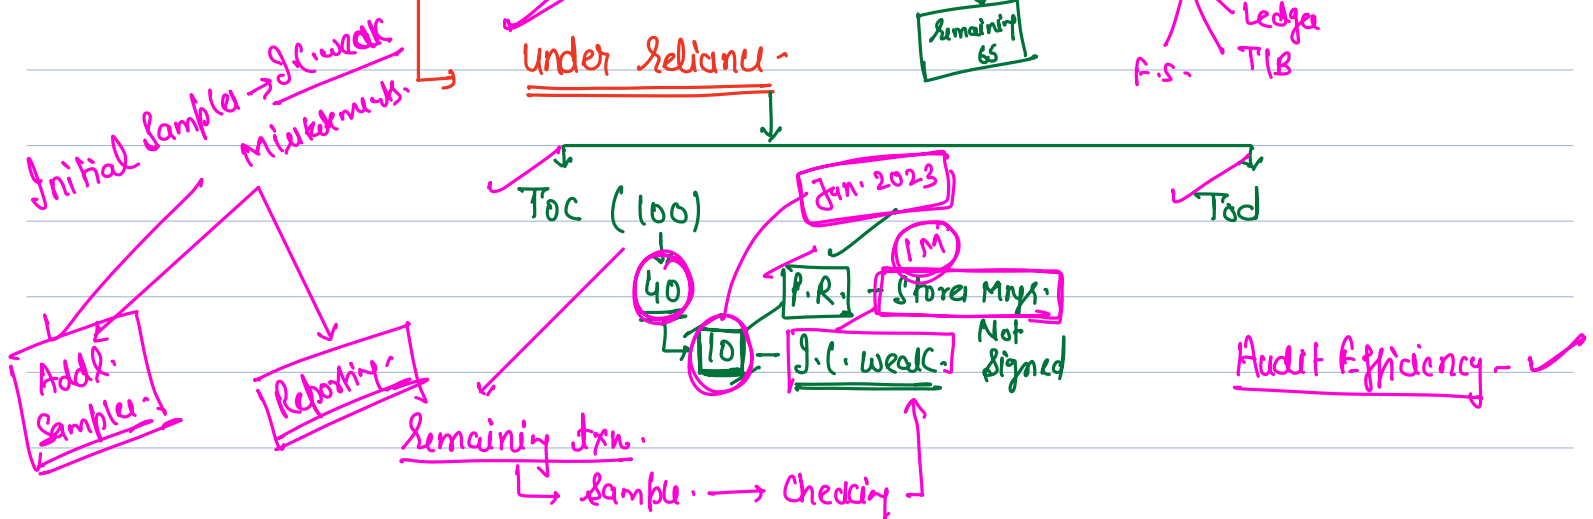 Remaining
65
Ledger
F.S.
T/B
Under Reliance -
Initial Samples → I.C. weak
Misstatements.
TOC (100)
Jan. 2023
Tod
1M
40
P.R. - Stores Mngr.
Not
Signed
10 - I.C. weak.
Addl.
Samples.
Reporting.
Audit Efficiency -
Remaining txn.
Sample. → Checking